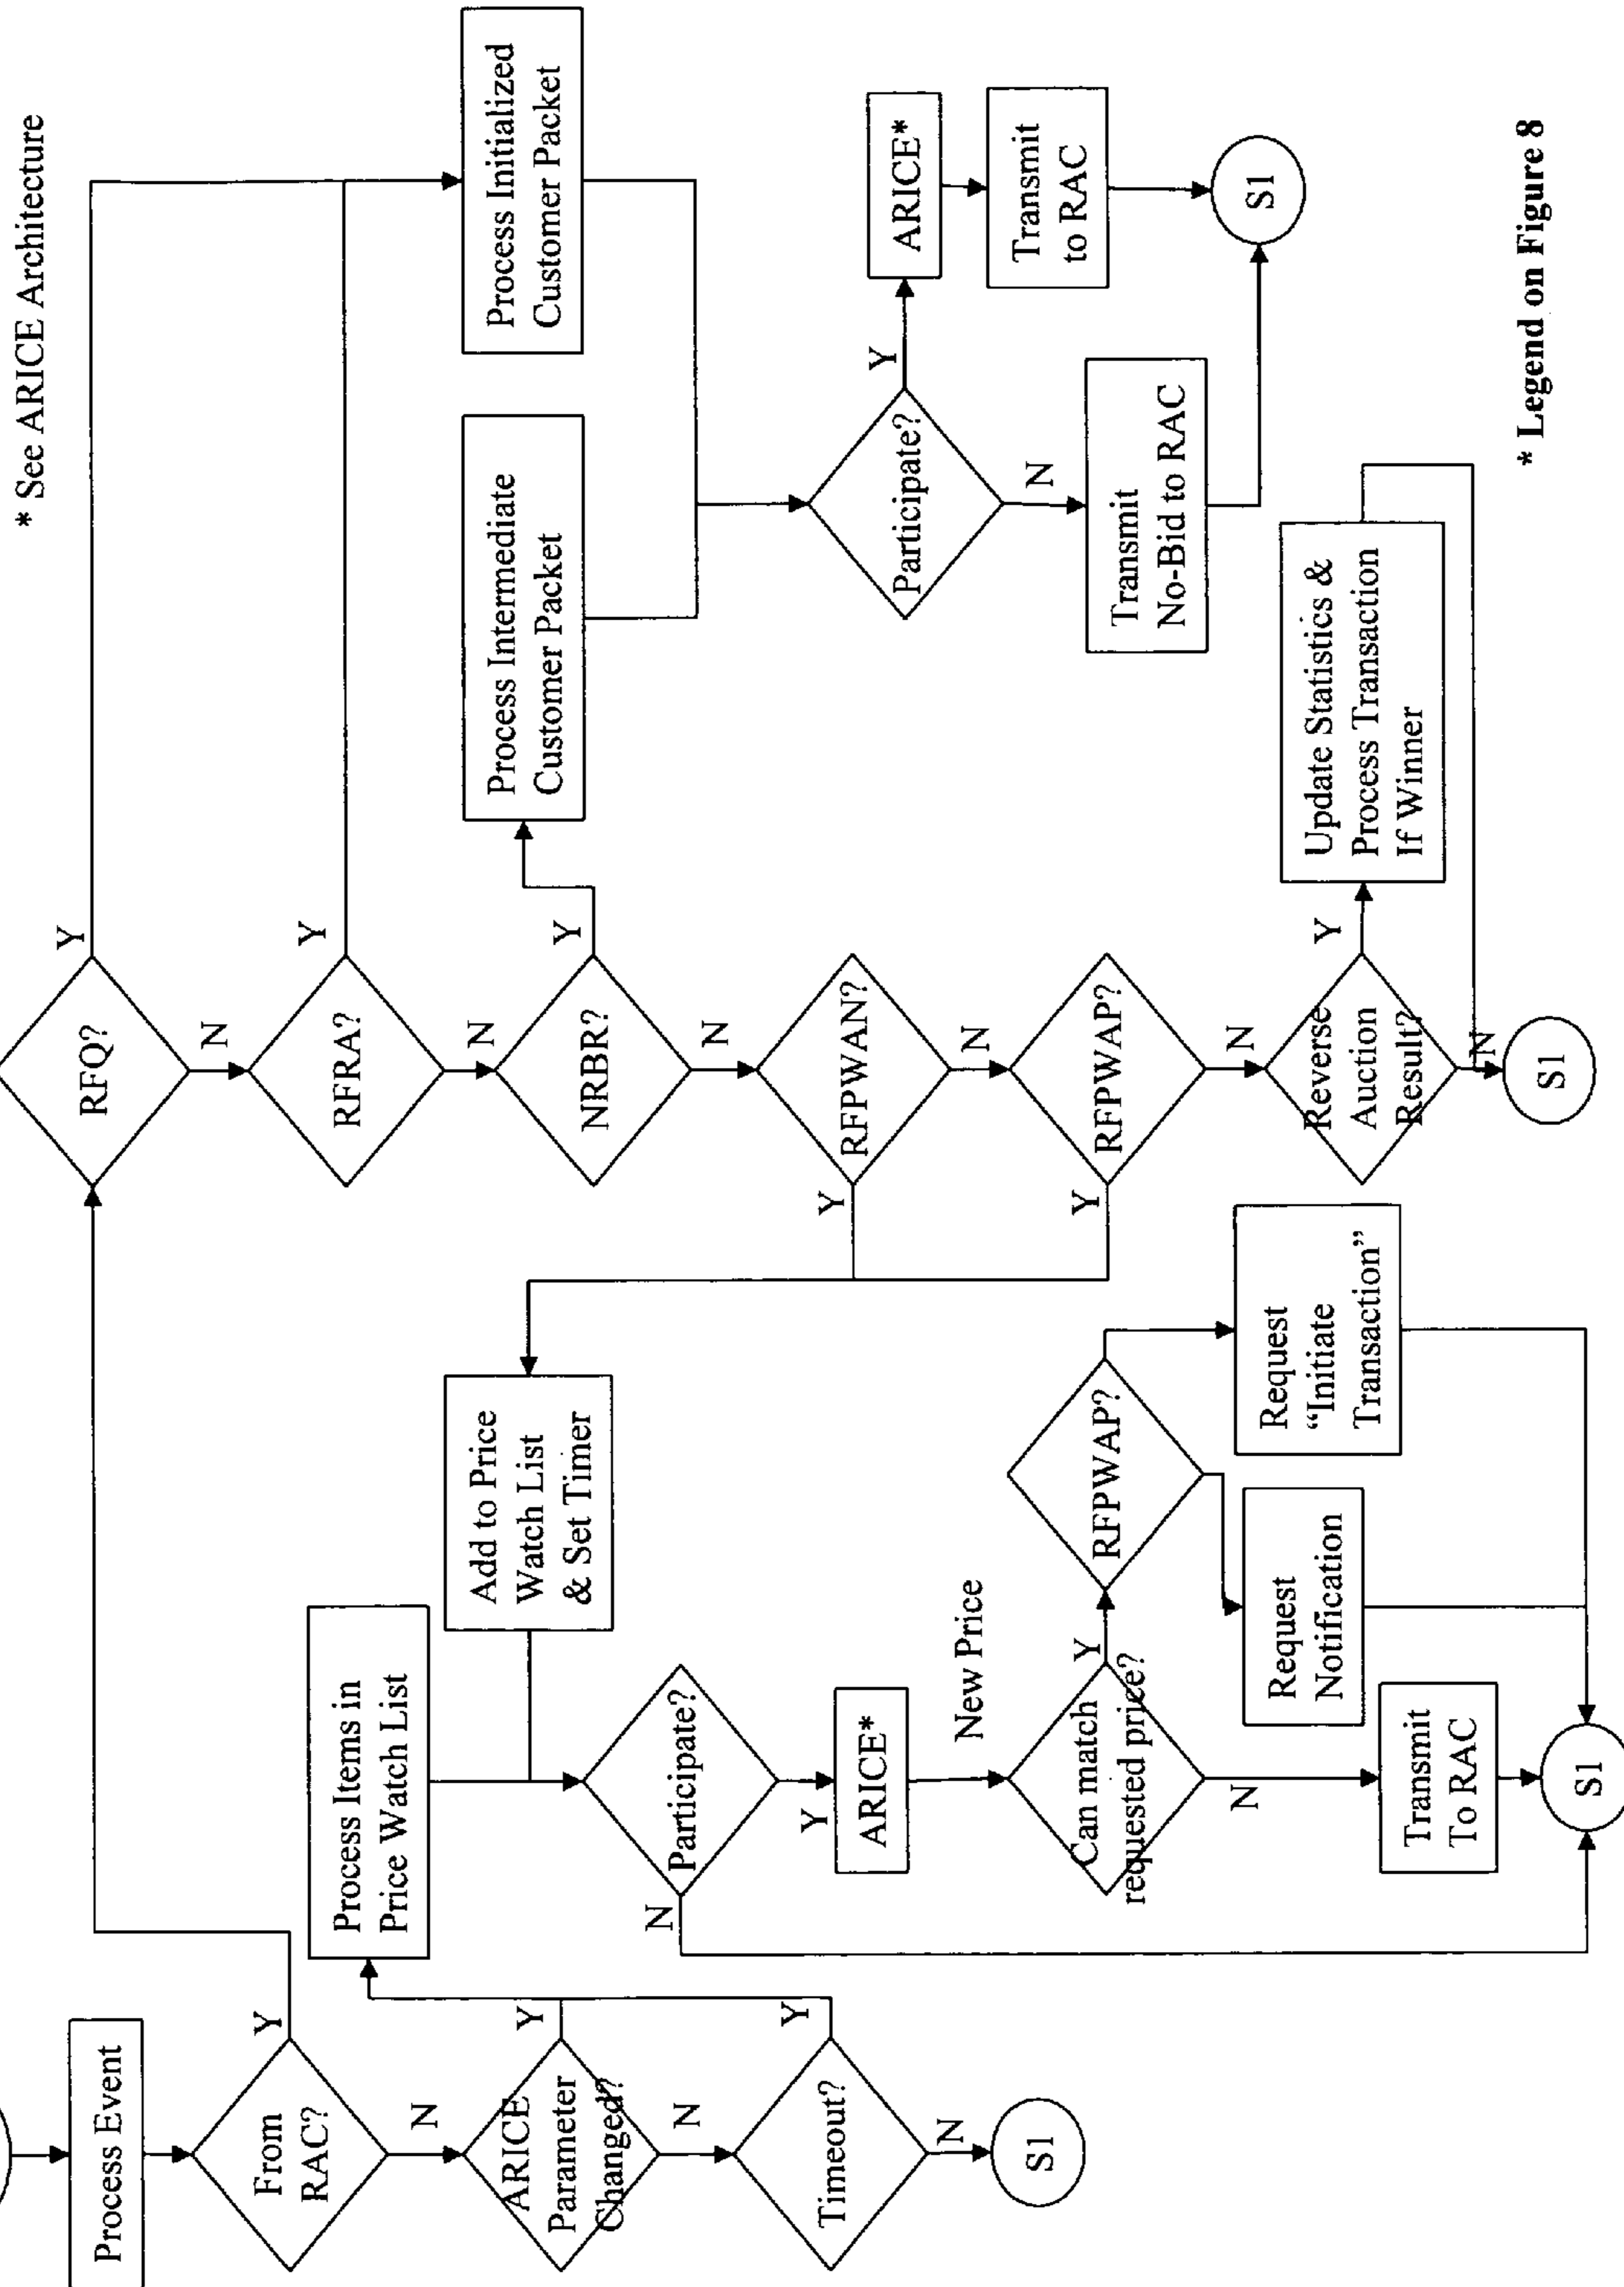 * See ARICE Architecture
Process Event
From
RAC?
Y
N
ARICE
Parameter
Changed?
Y
N
Timeout?
Y
N
S1
Process Items in
Price Watch List
Add to Price
Watch List
& Set Timer
Participate?
N
Y
ARICE*
New Price
Can match
requested price?
Y
N
RFPWAP?
Request
Notification
Request
“Initiate
Transaction”
Transmit
To RAC
S1
RFQ?
Y
N
RFRA?
Y
N
NRBR?
Y
N
RFPWAN?
Y
N
RFPWAP?
Y
N
Reverse
Auction
Result?
Y
N
S1
Update Statistics &
Process Transaction
If Winner
Process Intermediate
Customer Packet
Process Initialized
Customer Packet
Participate?
Y
N
ARICE*
Transmit
to RAC
Transmit
No-Bid to RAC
S1
* Legend on Figure 8